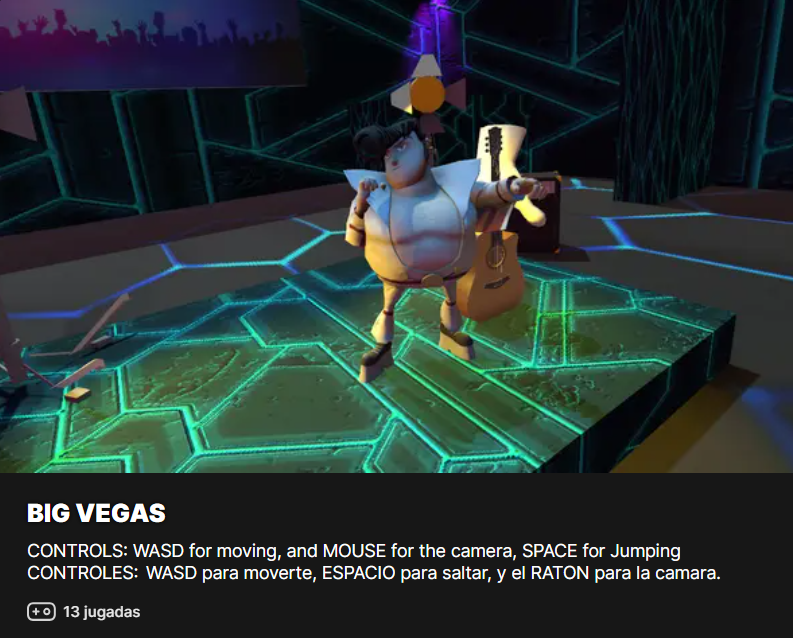 BIG VEGAS
CONTROLS: WASD for moving, and MOUSE for the camera, SPACE for Jumping
CONTROLES: WASD para moverte, ESPACIO para saltar, y el RATON para la camara.
13 jugadas